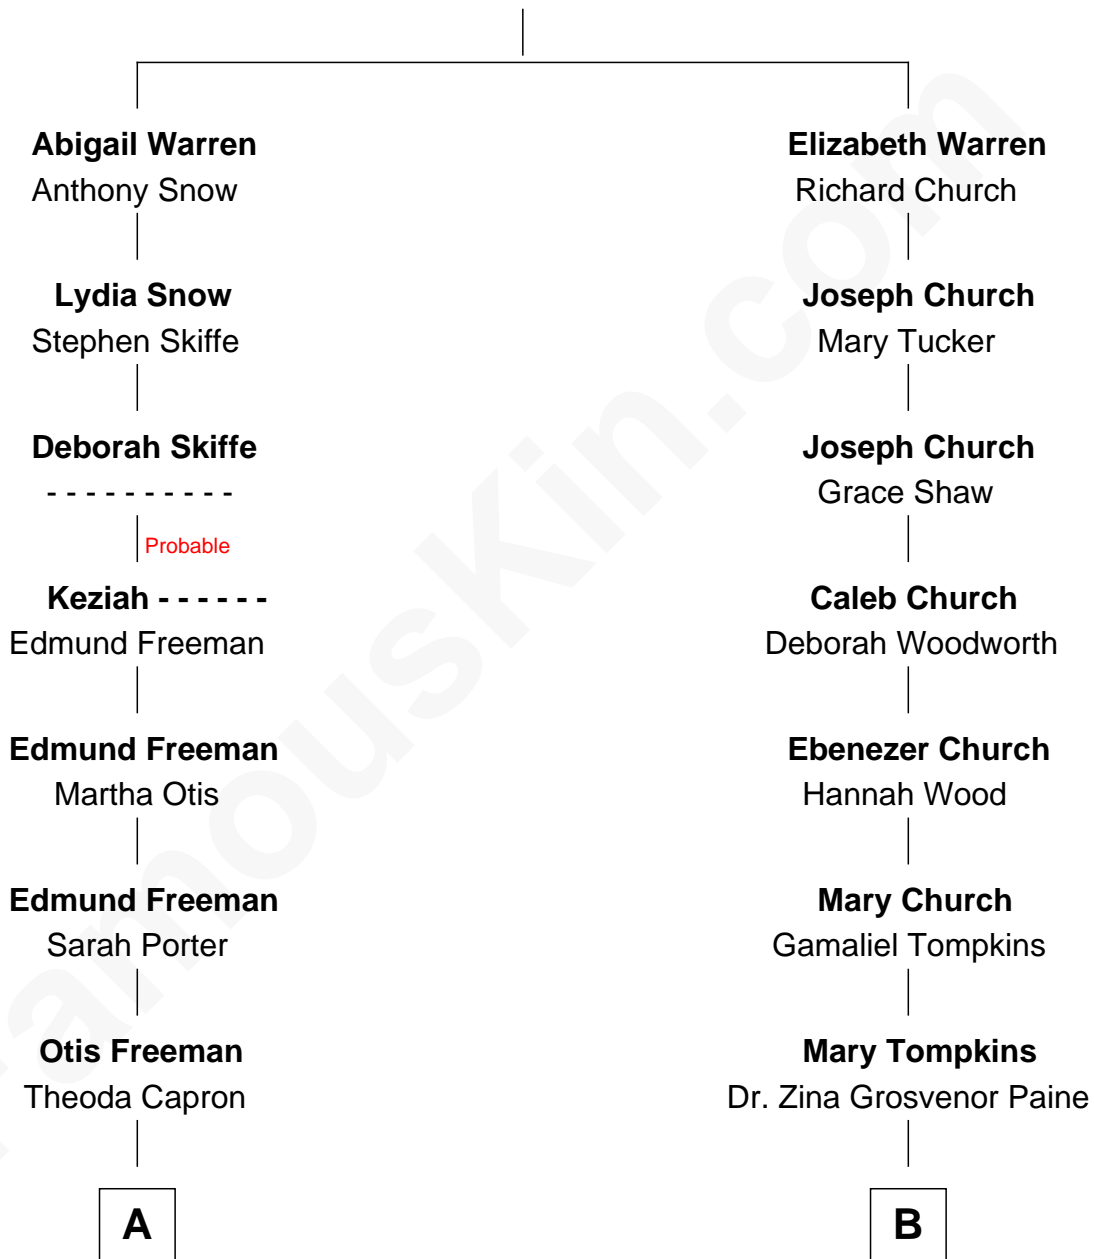 Abigail Warren
Anthony Snow
Lydia Snow
Stephen Skiffe
Deborah Skiffe
- - - - - - - - - -
Probable
Keziah - - - - - -
Edmund Freeman
Edmund Freeman
Martha Otis
Edmund Freeman
Sarah Porter
Otis Freeman
Theoda Capron
A
Elizabeth Warren
Richard Church
Joseph Church
Mary Tucker
Joseph Church
Grace Shaw
Caleb Church
Deborah Woodworth
Ebenezer Church
Hannah Wood
Mary Church
Gamaliel Tompkins
Mary Tompkins
Dr. Zina Grosvenor Paine
B
FamousKin.com